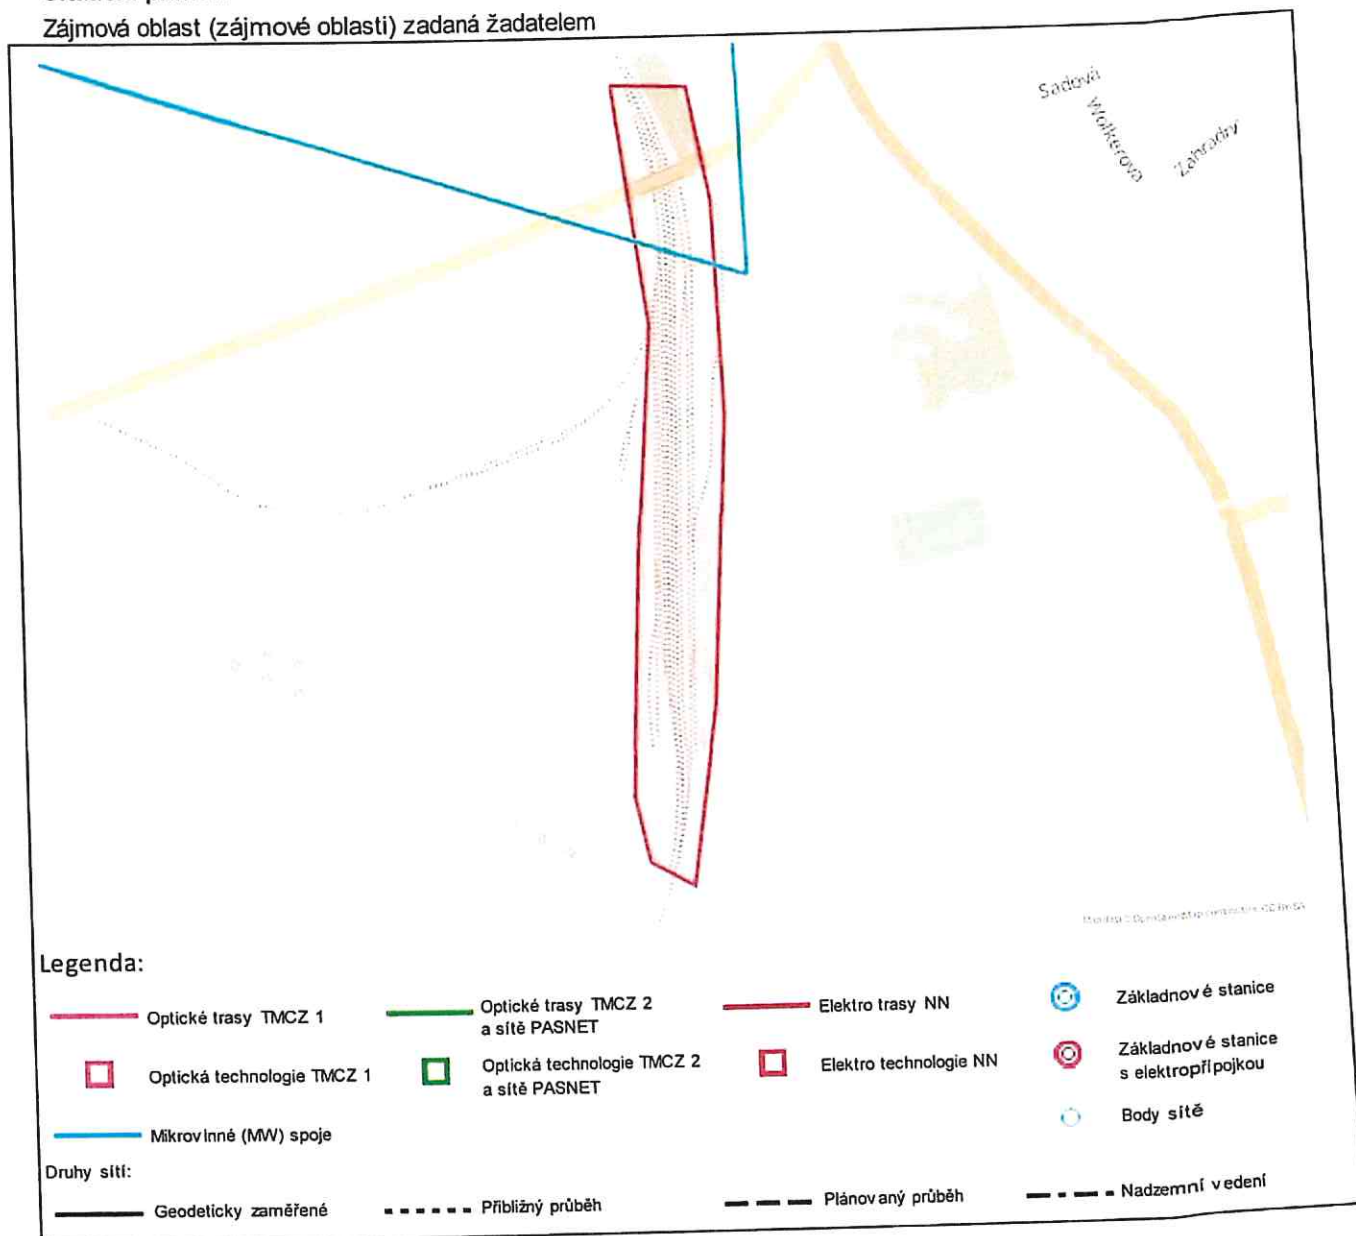 Zájmová oblast (zájmové oblasti) zadaná žadatelem
Sadová
Wolkerova
Zahradry
Legenda:
Optické trasy TMCZ 1
Optické trasy TMCZ 2
a sítě PASNET
Elektro trasy NN
Základnové stanice
Optická technologie TMCZ 1
Optická technologie TMCZ 2
a sítě PASNET
Elektro technologie NN
Základnové stanice
s elektropřípojkou
Mikrovlnné (MW) spoje
Body sítě
Druhy sítí:
Geodeticky zaměřené
Přibližný průběh
Plánovaný průběh
Nadzemní vedení